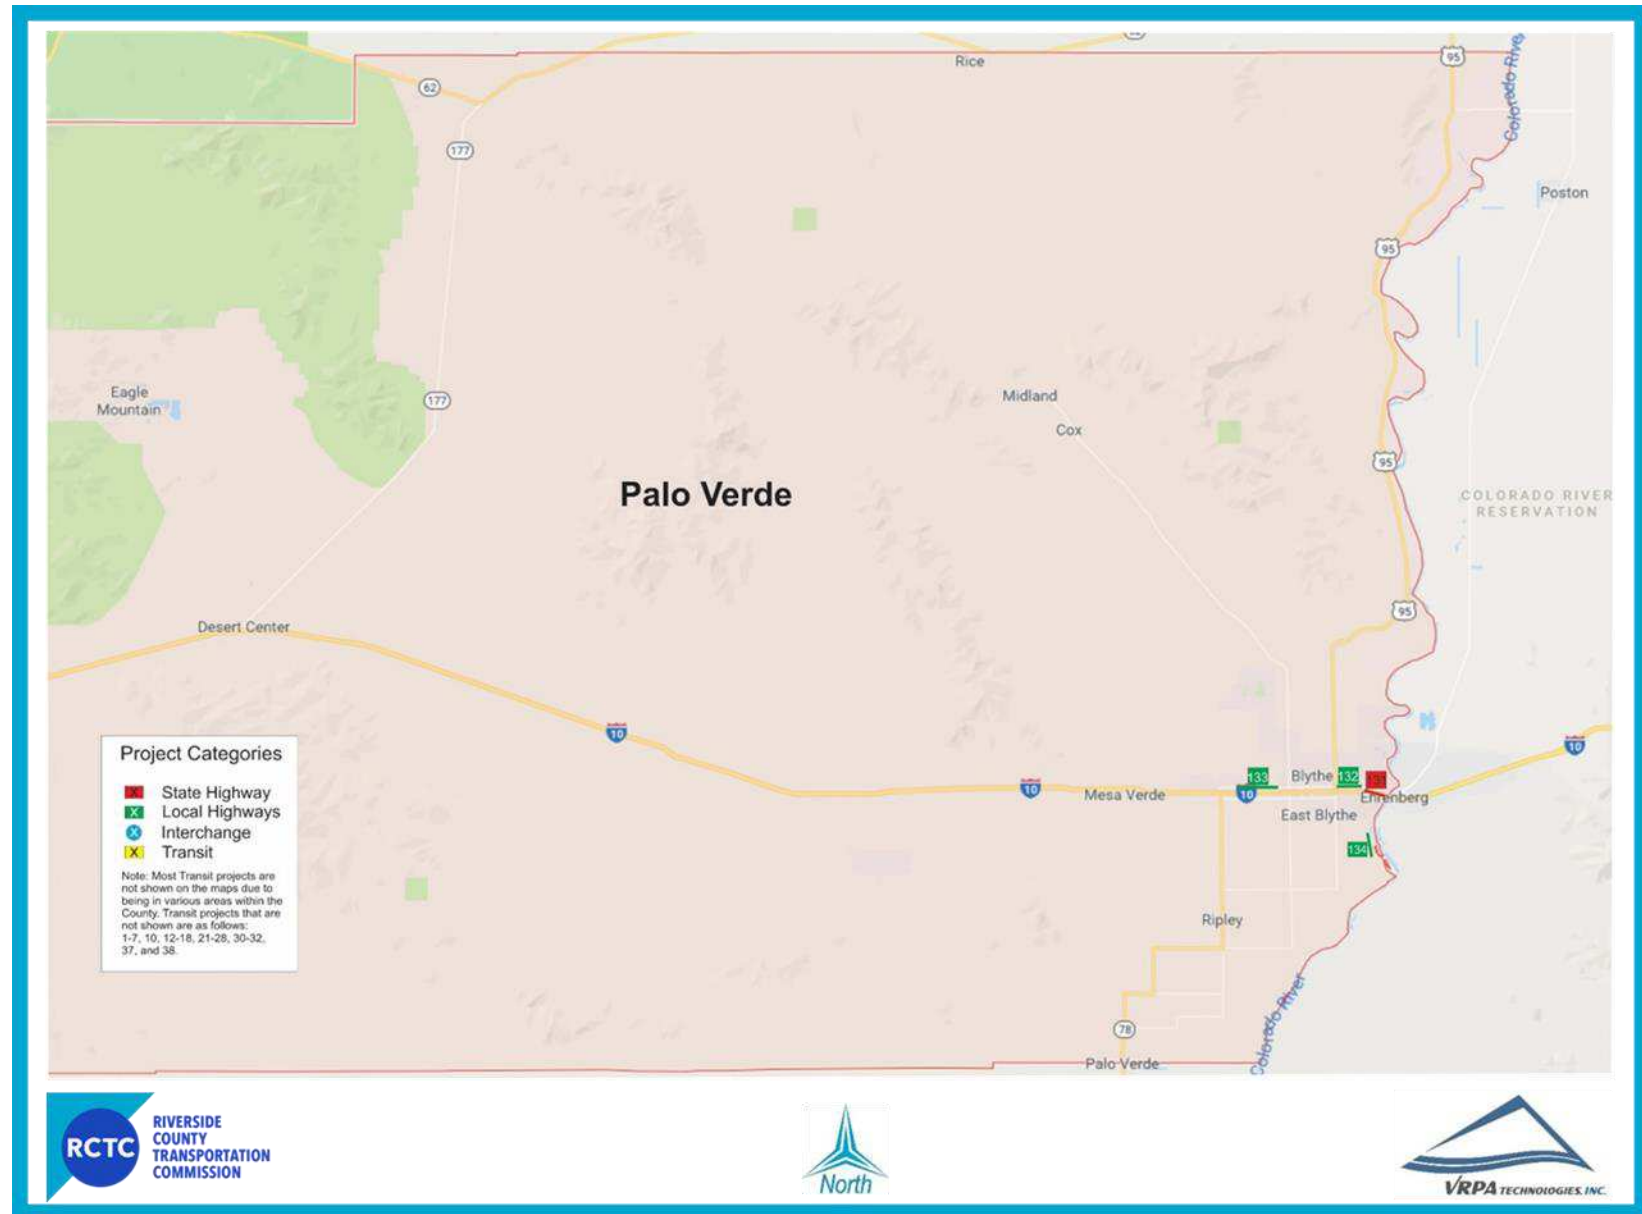 62
Rice
95
Colorado River
177
Poston
95
Eagle
Mountain
177
Midland
Cox
95
Palo Verde
COLORADO RIVER
RESERVATION
95
Desert Center
10
10
Project Categories
X State Highway
X Local Highways
X Interchange
X Transit
Note: Most Transit projects are
not shown on the maps due to
being in various areas within the
County. Transit projects that are
not shown are as follows:
1-7, 10, 12-18, 21-28, 30-32,
37, and 38.
133
Blythe
132
131
10
Mesa Verde
10
Ehrenberg
East Blythe
134
Ripley
Colorado River
78
Palo Verde
RCTC
RIVERSIDE
COUNTY
TRANSPORTATION
COMMISSION
North
VRPA TECHNOLOGIES, INC.